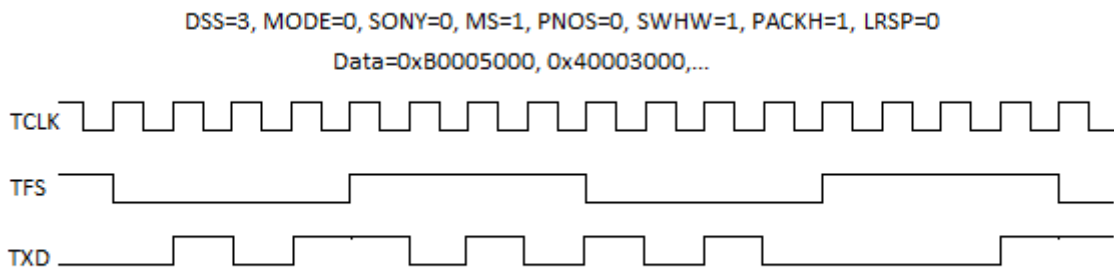 DSS=3, MODE=0, SONY=0, MS=1, PNOS=0, SWHW=1, PACKH=1, LRSP=0
Data=0xB0005000, 0x40003000,...
TCLK
TFS
TXD